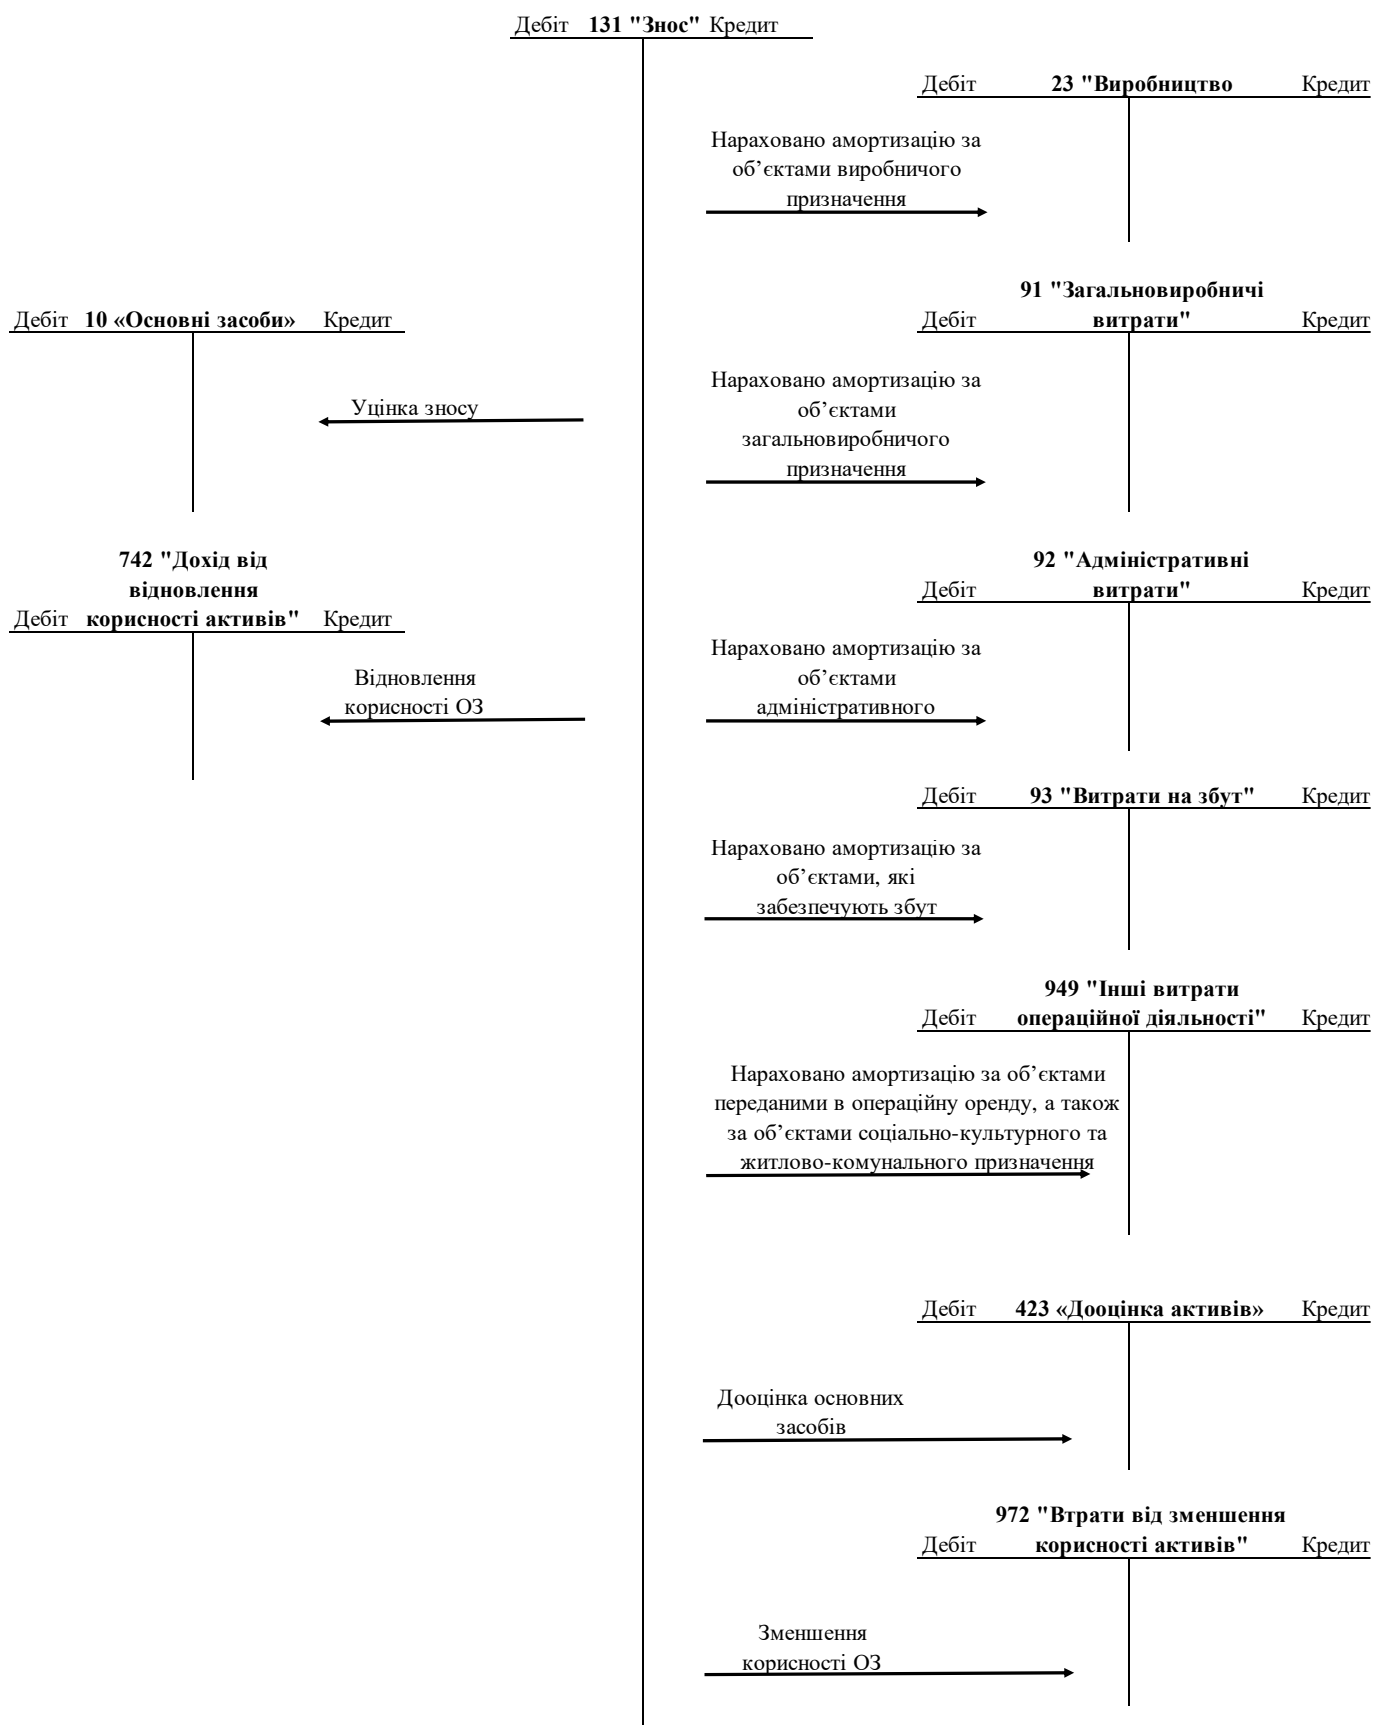 Дебіт 131 "Знос" Кредит
Дебіт 23 "Виробництво Кредит
Нараховано амортизацію за
об’єктами виробничого
призначення
91 "Загальновиробничі
Дебіт витрати" Кредит
Дебіт 10 «Основні засоби» Кредит
Нараховано амортизацію за
об’єктами
загальновиробничого
призначення
Уцінка зносу
92 "Адміністративні
Дебіт витрати" Кредит
742 "Дохід від
відновлення
Дебіт корисності активів" Кредит
Нараховано амортизацію за
об’єктами
адміністративного
Відновлення
корисності ОЗ
Дебіт 93 "Витрати на збут" Кредит
Нараховано амортизацію за
об’єктами, які
забезпечують збут
949 "Інші витрати
Дебіт операційної діяльності" Кредит
Нараховано амортизацію за об’єктами
переданими в операційну оренду, а також
за об’єктами соціально-культурного та
житлово-комунального призначення
Дебіт 423 «Дооцінка активів» Кредит
Дооцінка основних
засобів
972 "Втрати від зменшення
Дебіт корисності активів" Кредит
Зменшення
корисності ОЗ